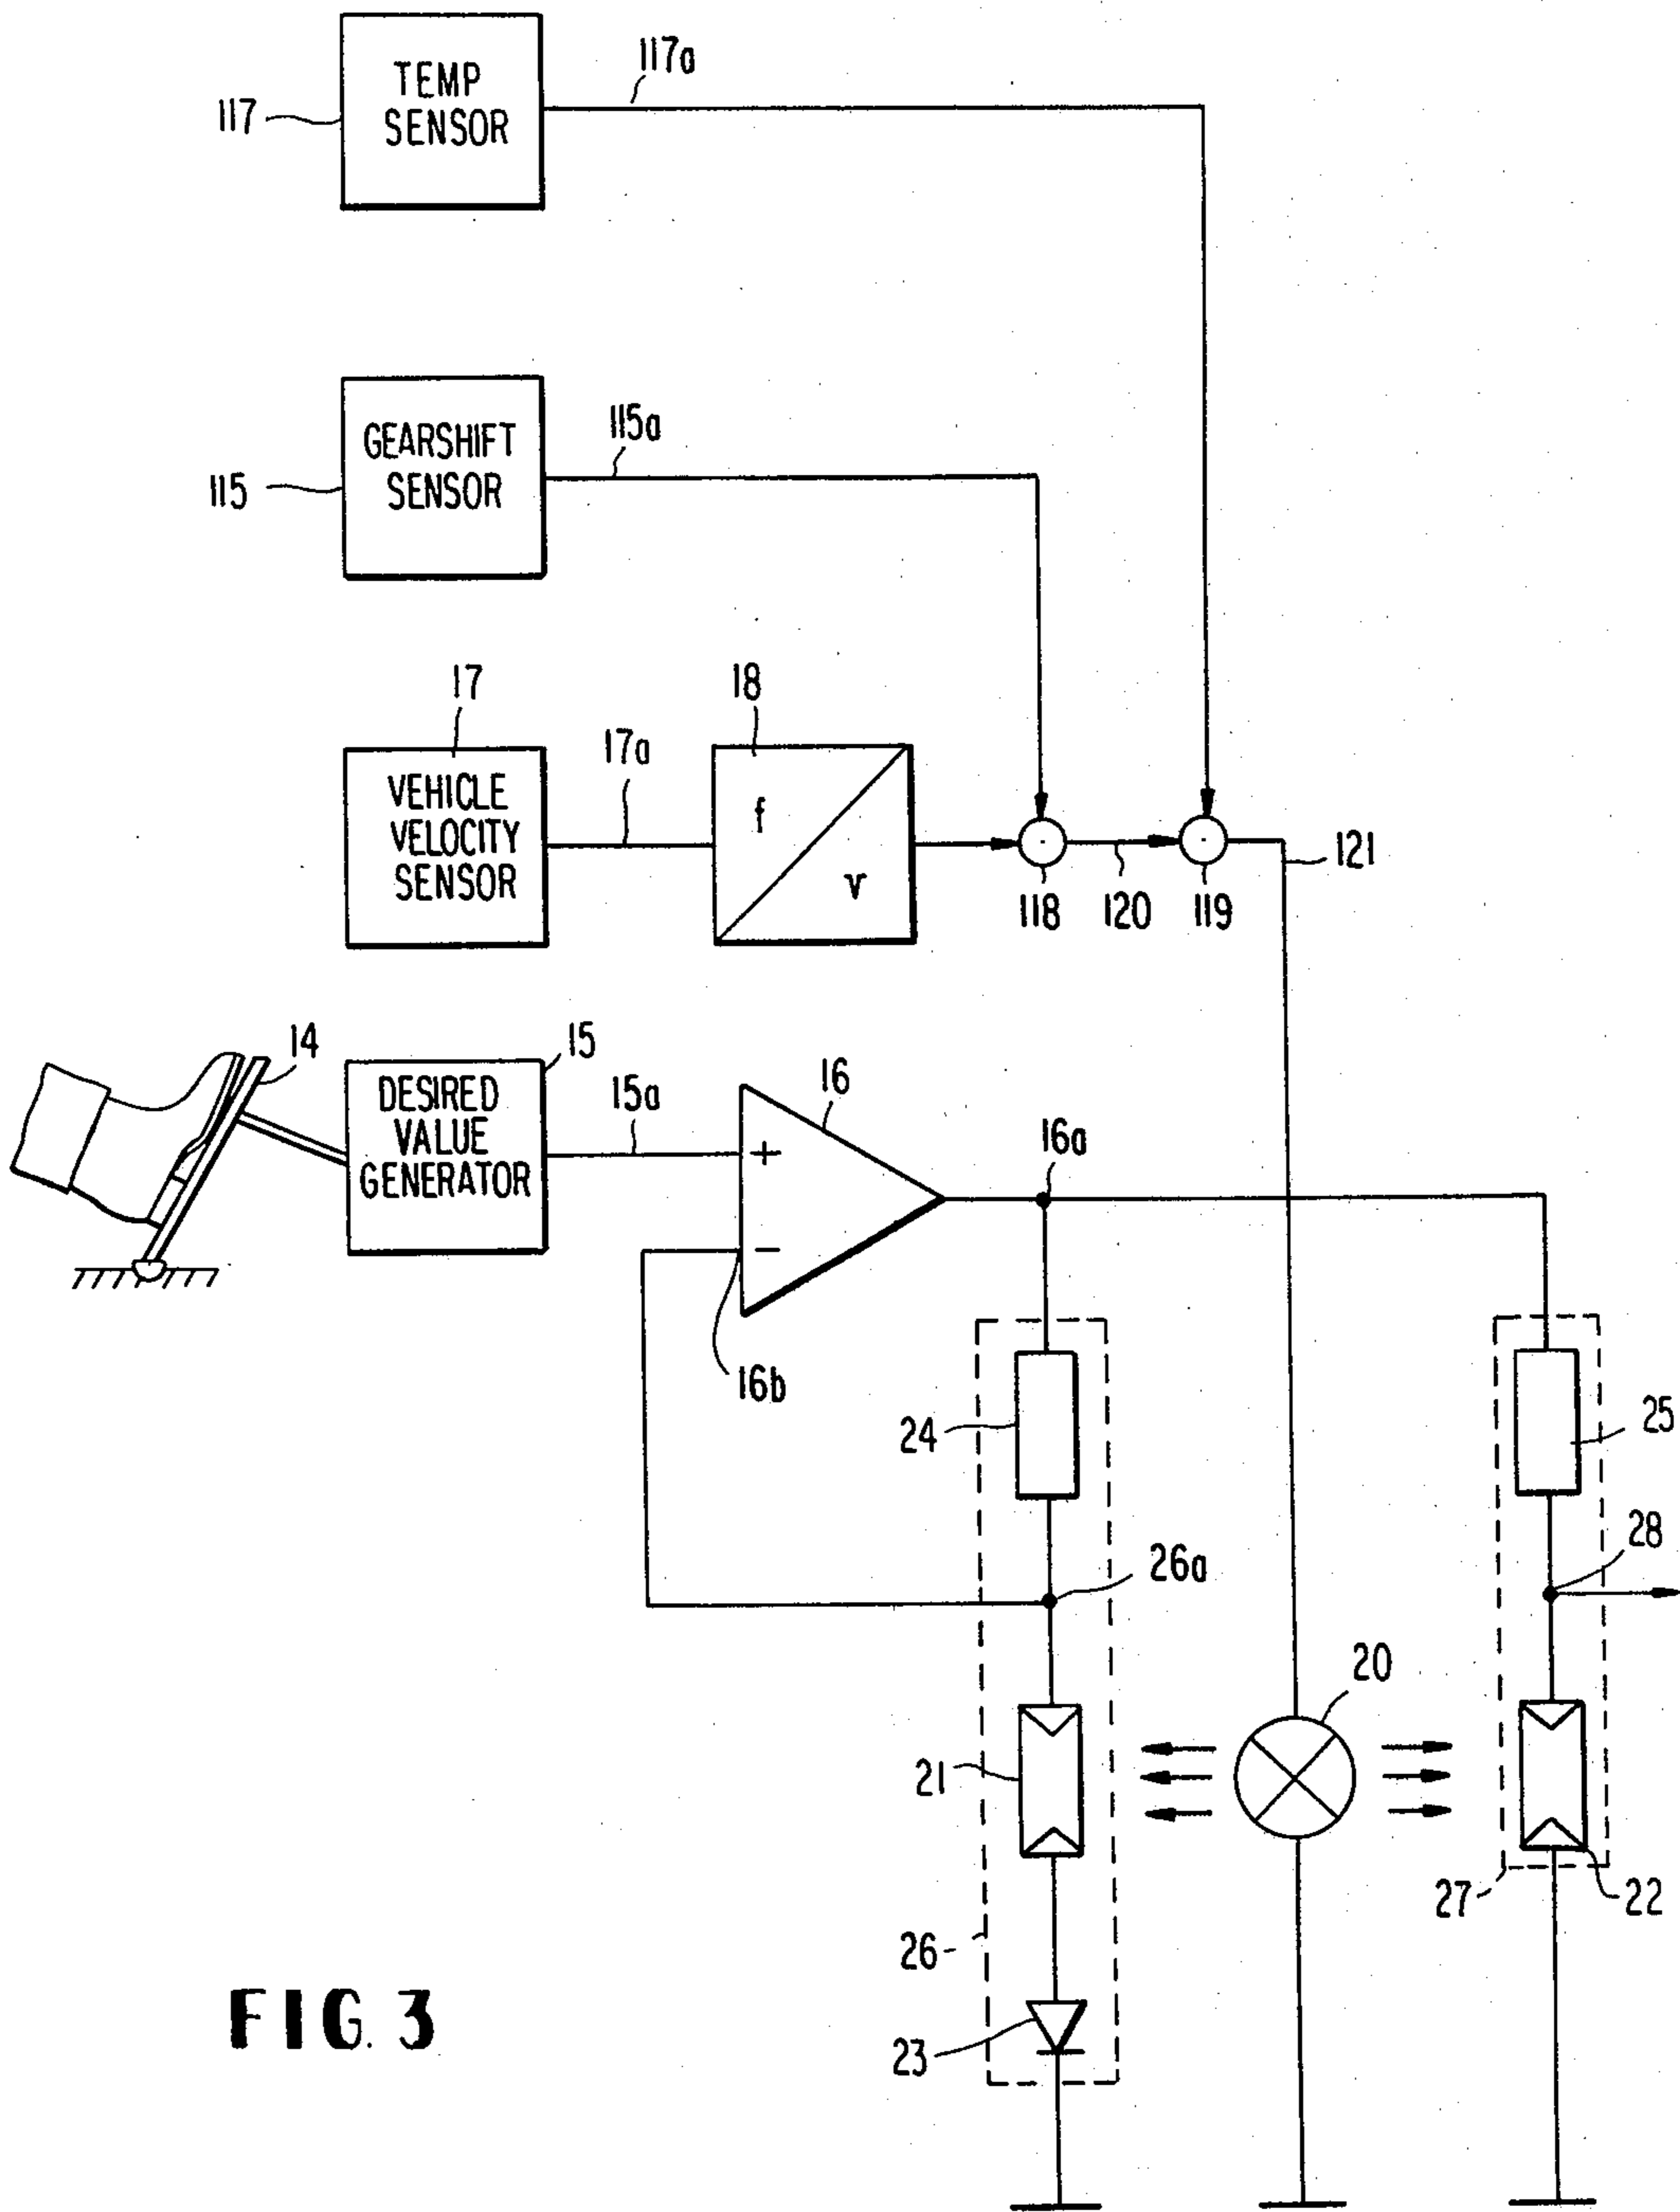 117a
TEMP
SENSOR
117
115a
GEARSHIFT
SENSOR
115
17
18
17a
VEHICLE
VELOCITY
SENSOR
f
v
118
120
119
121
14
15
DESIRED
VALUE
GENERATOR
15a
16
+
-
16a
16b
24
25
26a
28
20
21
27
22
26
23
FIG. 3